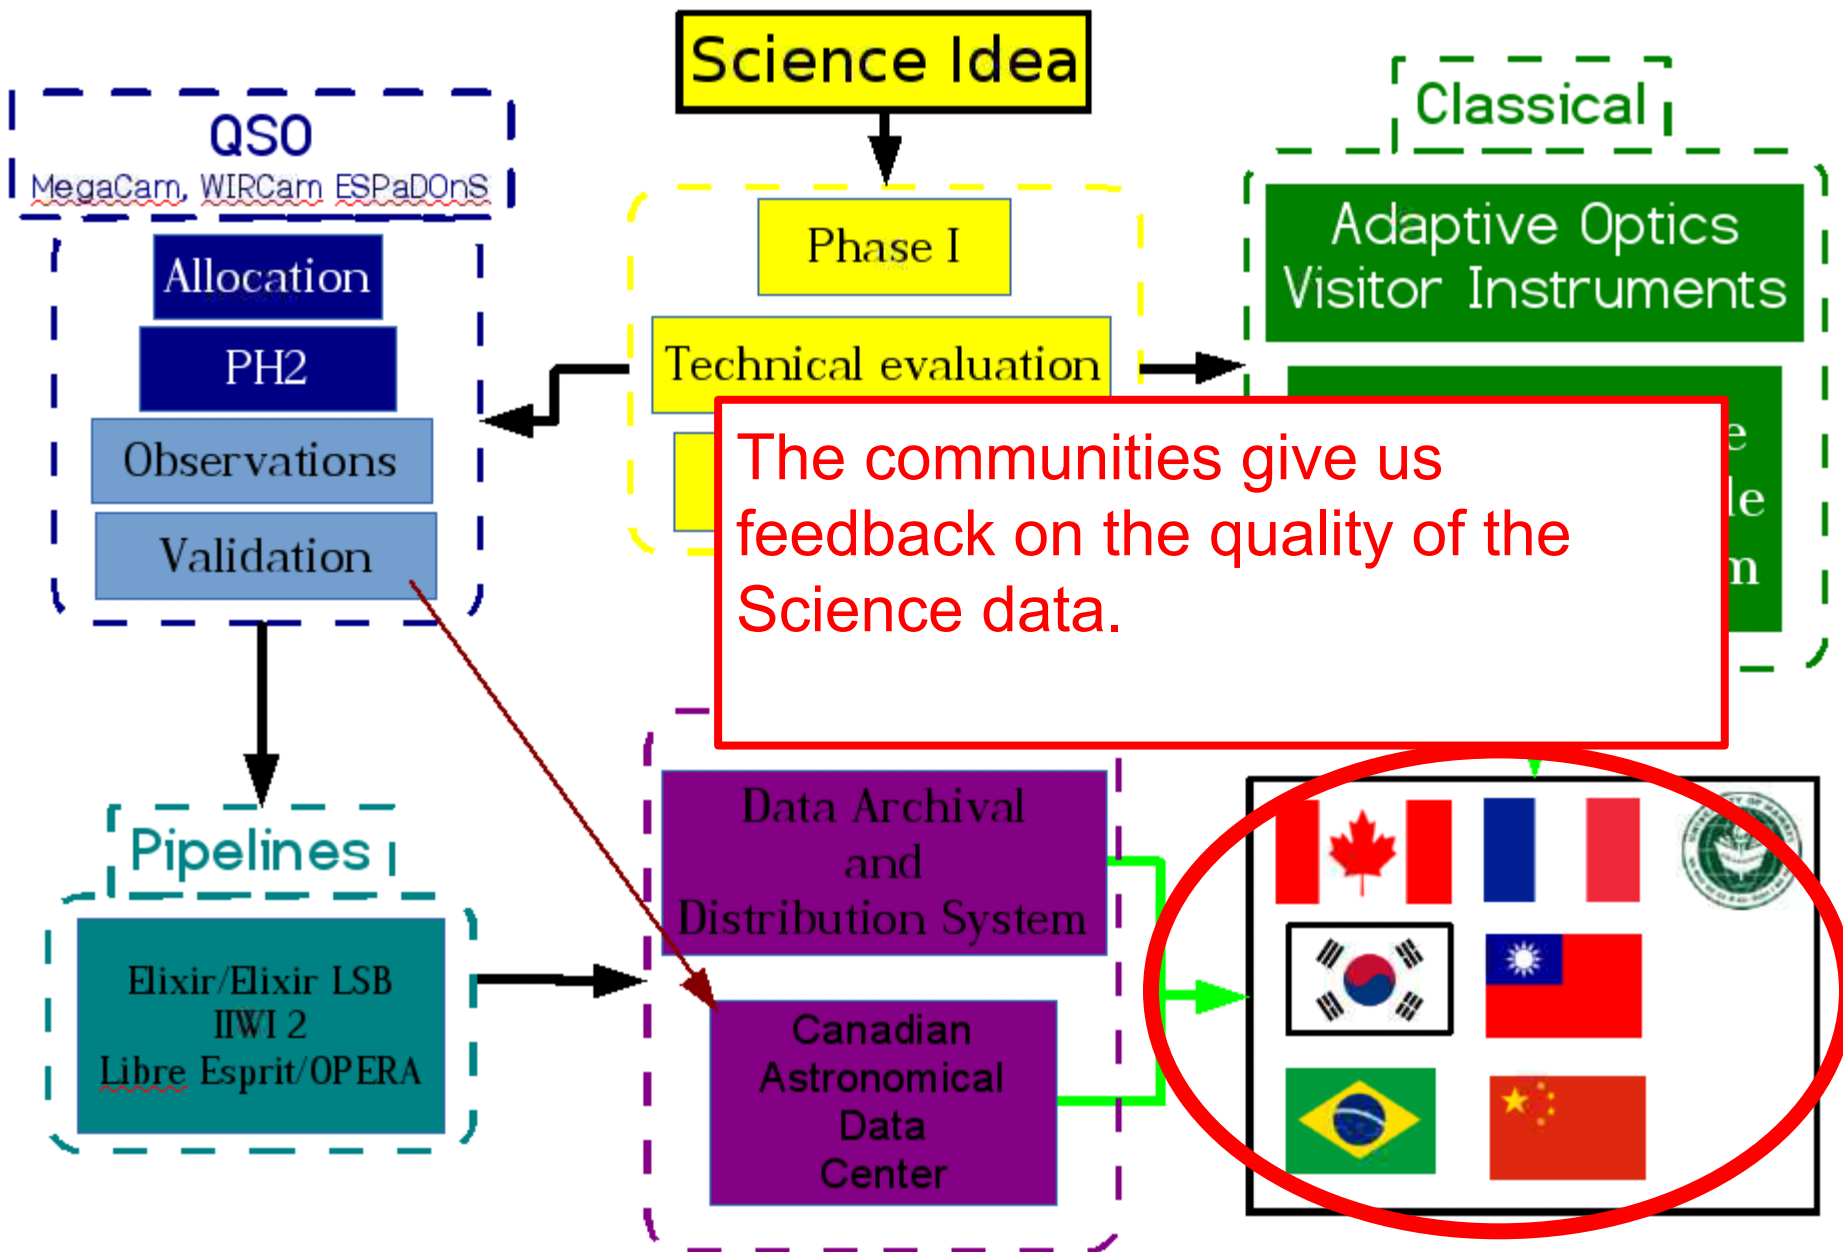 Science Idea
QSO
MegaCam, WIRCam ESPaDOnS
Allocation
PH2
Observations
Validation
Phase I
Technical evaluation
Classical
Adaptive Optics
Visitor Instruments
The communities give us
feedback on the quality of the
Science data.
Pipelines
Elixir/Elixir LSB
IIWI 2
Libre Esprit/OPERA
Data Archival
and
Distribution System
Canadian
Astronomical
Data
Center